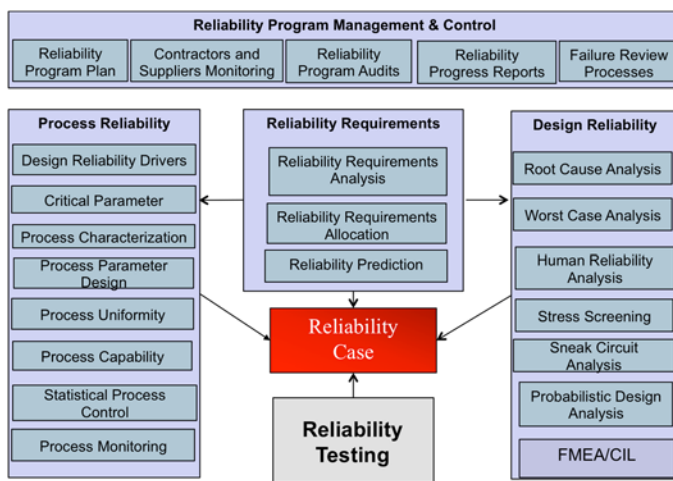 Reliability Program Management & Control
Reliability
Program Plan
Contractors and
Suppliers Monitoring
Reliability
Program Audits
Reliability
Progress Reports
Failure Review
Processes
Process Reliability
Design Reliability Drivers
Critical Parameter
Process Characterization
Process Parameter
Design
Process Uniformity
Process Capability
Statistical Process
Control
Process Monitoring
Reliability Requirements
Reliability Requirements
Analysis
Reliability Requirements
Allocation
Reliability Prediction
Reliability
Case
Reliability
Testing
Design Reliability
Root Cause Analysis
Worst Case Analysis
Human Reliability
Analysis
Stress Screening
Sneak Circuit
Analysis
Probabilistic Design
Analysis
FMEA/CIL